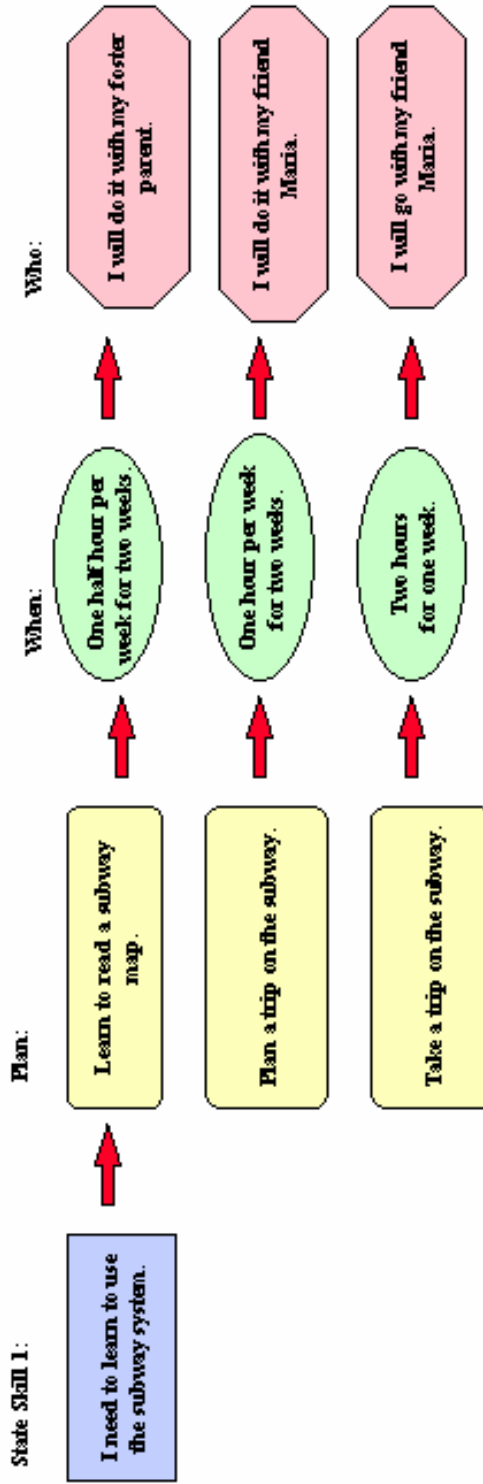 State Skill 1:
Plan:
When:
Who:
I need to learn to use
the subway system.
Learn to read a subway
map.
One half hour per
week for two weeks.
I will do it with my foster
parent.
Plan a trip on the subway.
One hour per week
for two weeks.
I will do it with my friend
Maria.
Take a trip on the subway.
Two hours
for one week.
I will go with my friend
Maria.